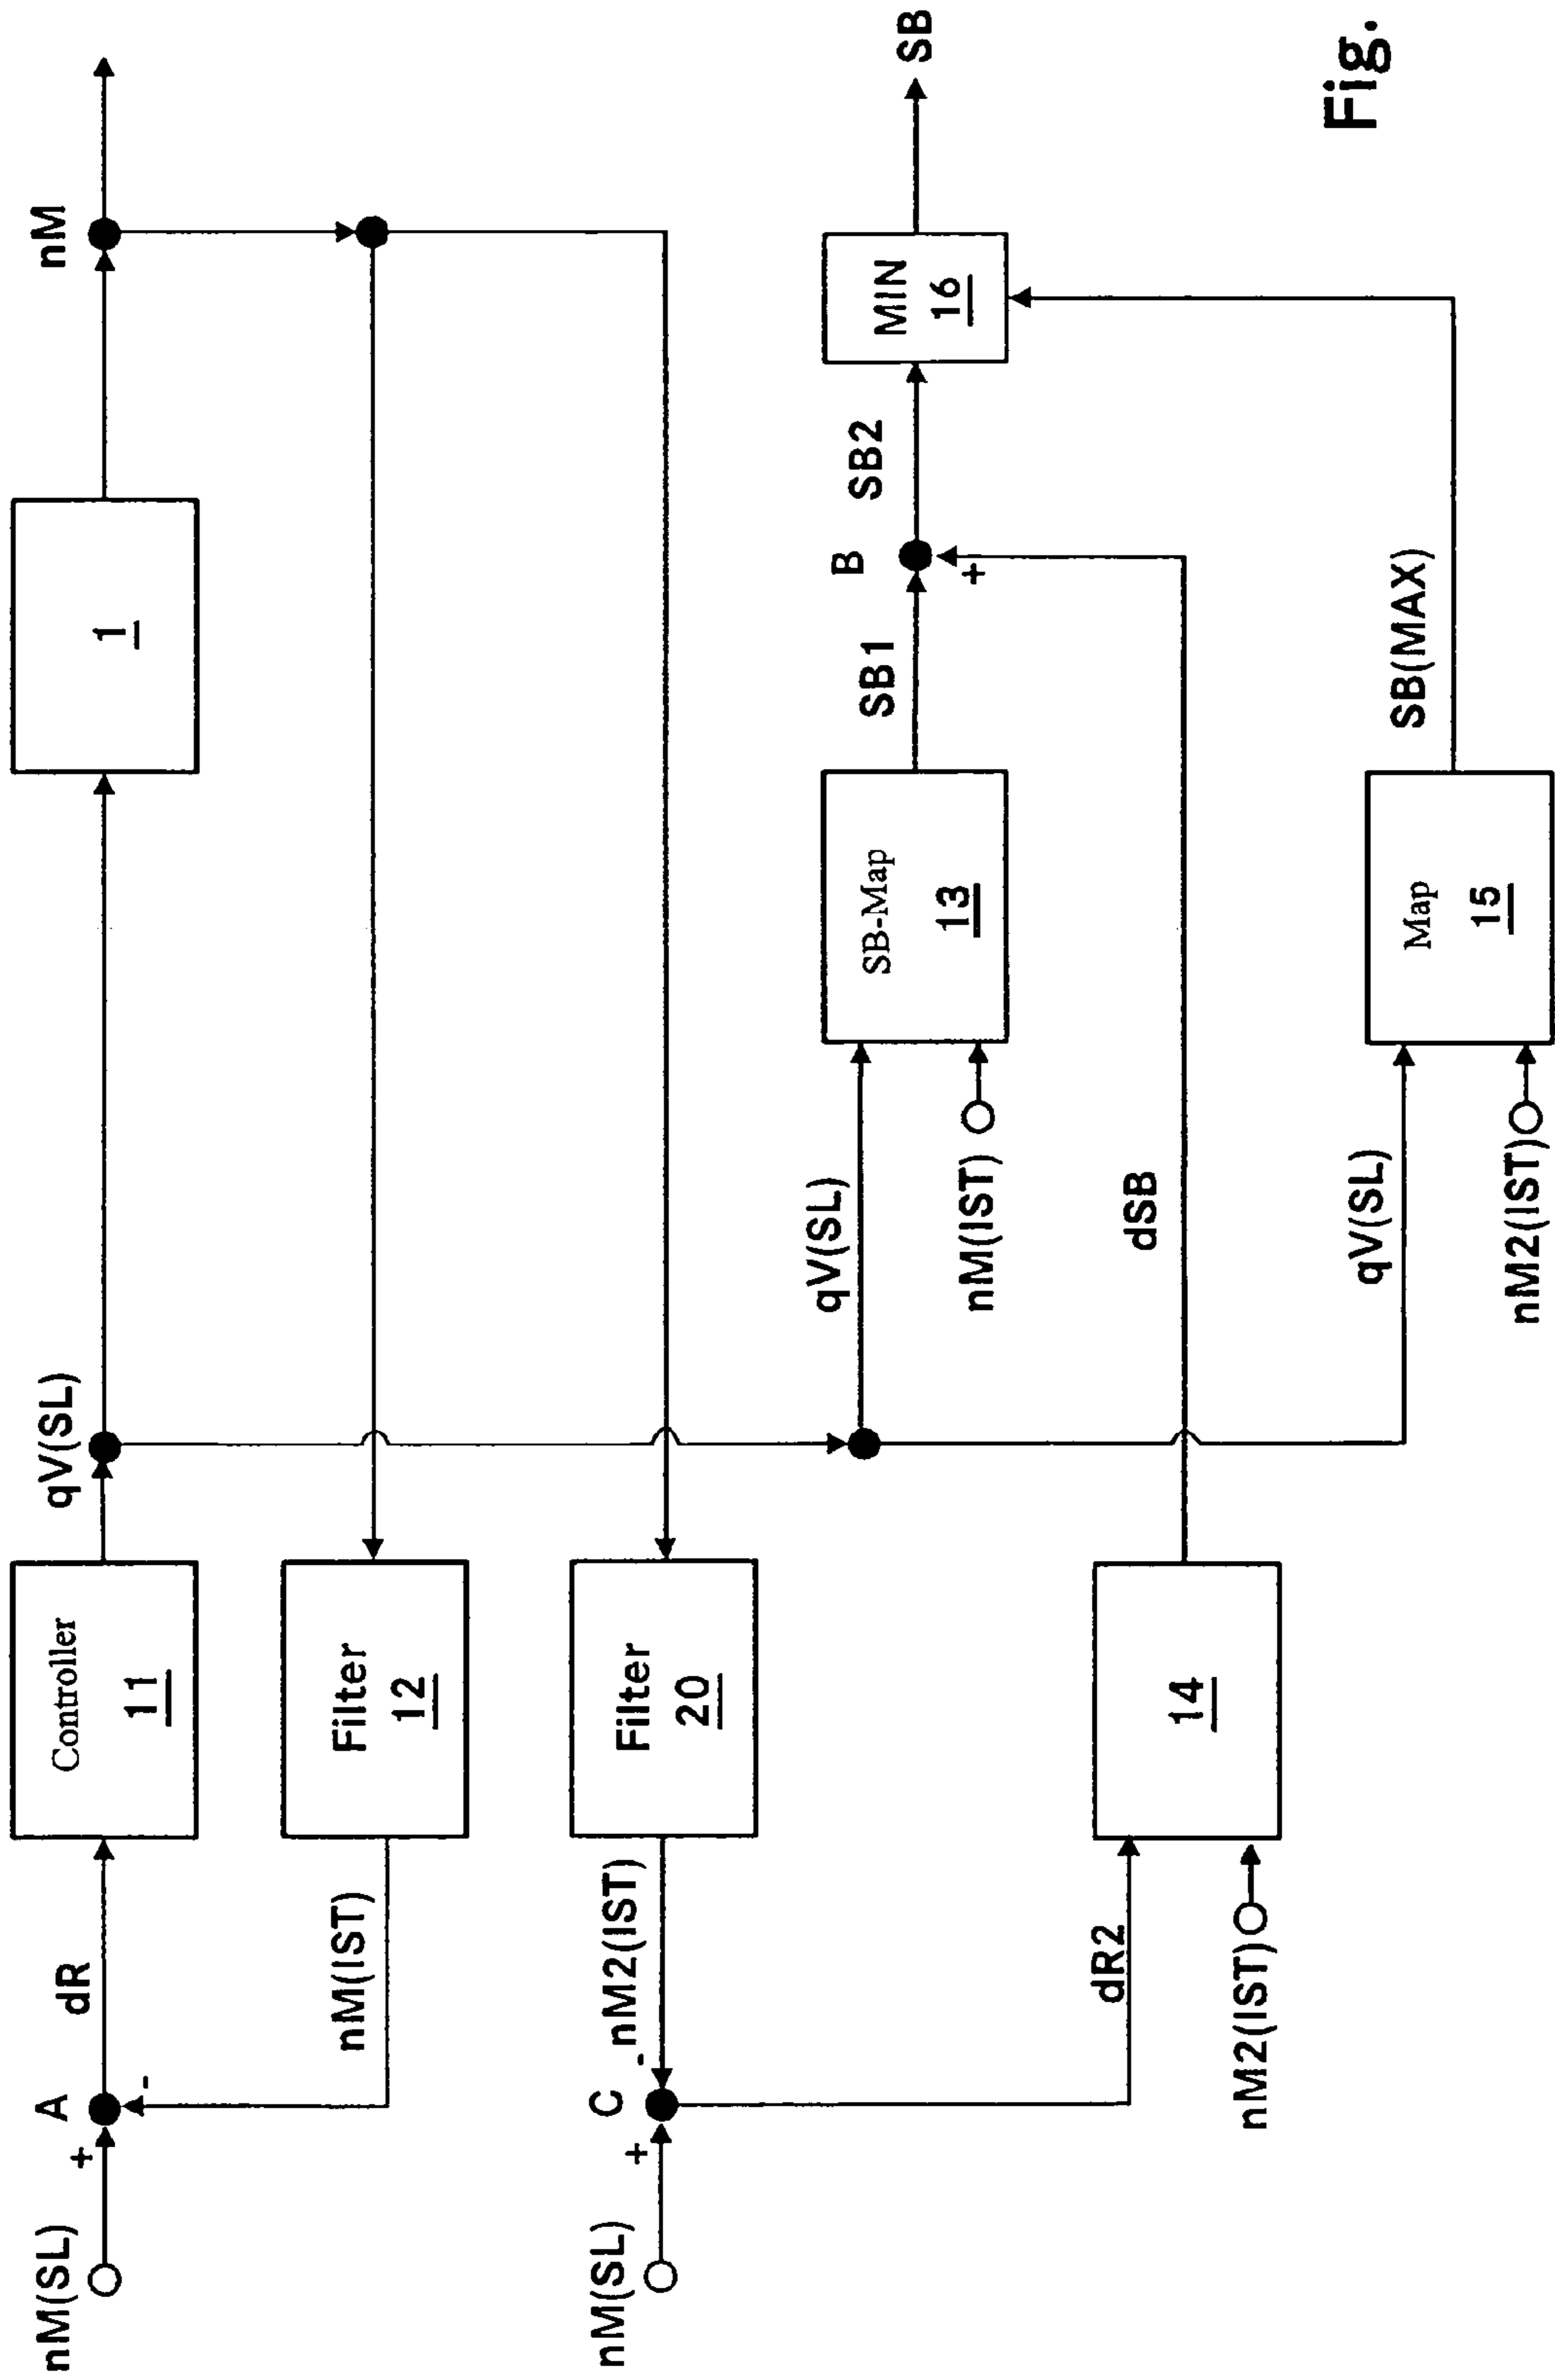 nM(SL)
+
A
-
dR
Controller
11
qV(SL)
1
nM
nM(IST)
Filter
12
nM(SL)
+
C
-
nM2(IST)
Filter
20
qV(SL)
nM(IST)
SB-Map
13
SB1
B
+
SB2
MIN
16
SB
dR2
nM2(IST)
14
dSB
qV(SL)
nM2(IST)
Map
15
SB(MAX)
Fig.